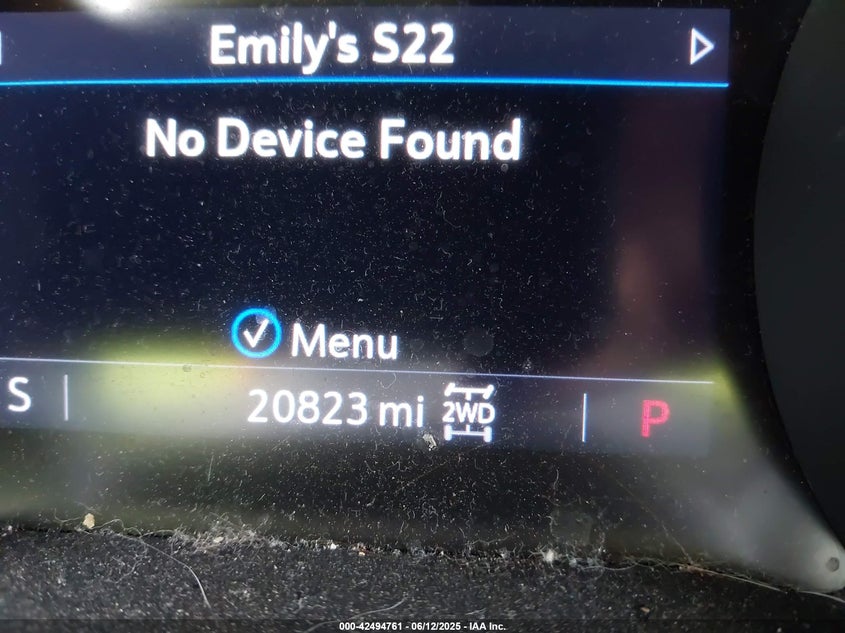 Emily's S22
No Device Found
Menu
S 20823 mi 2WD P
000-42494761 - 06/12/2025 - IAA Inc.